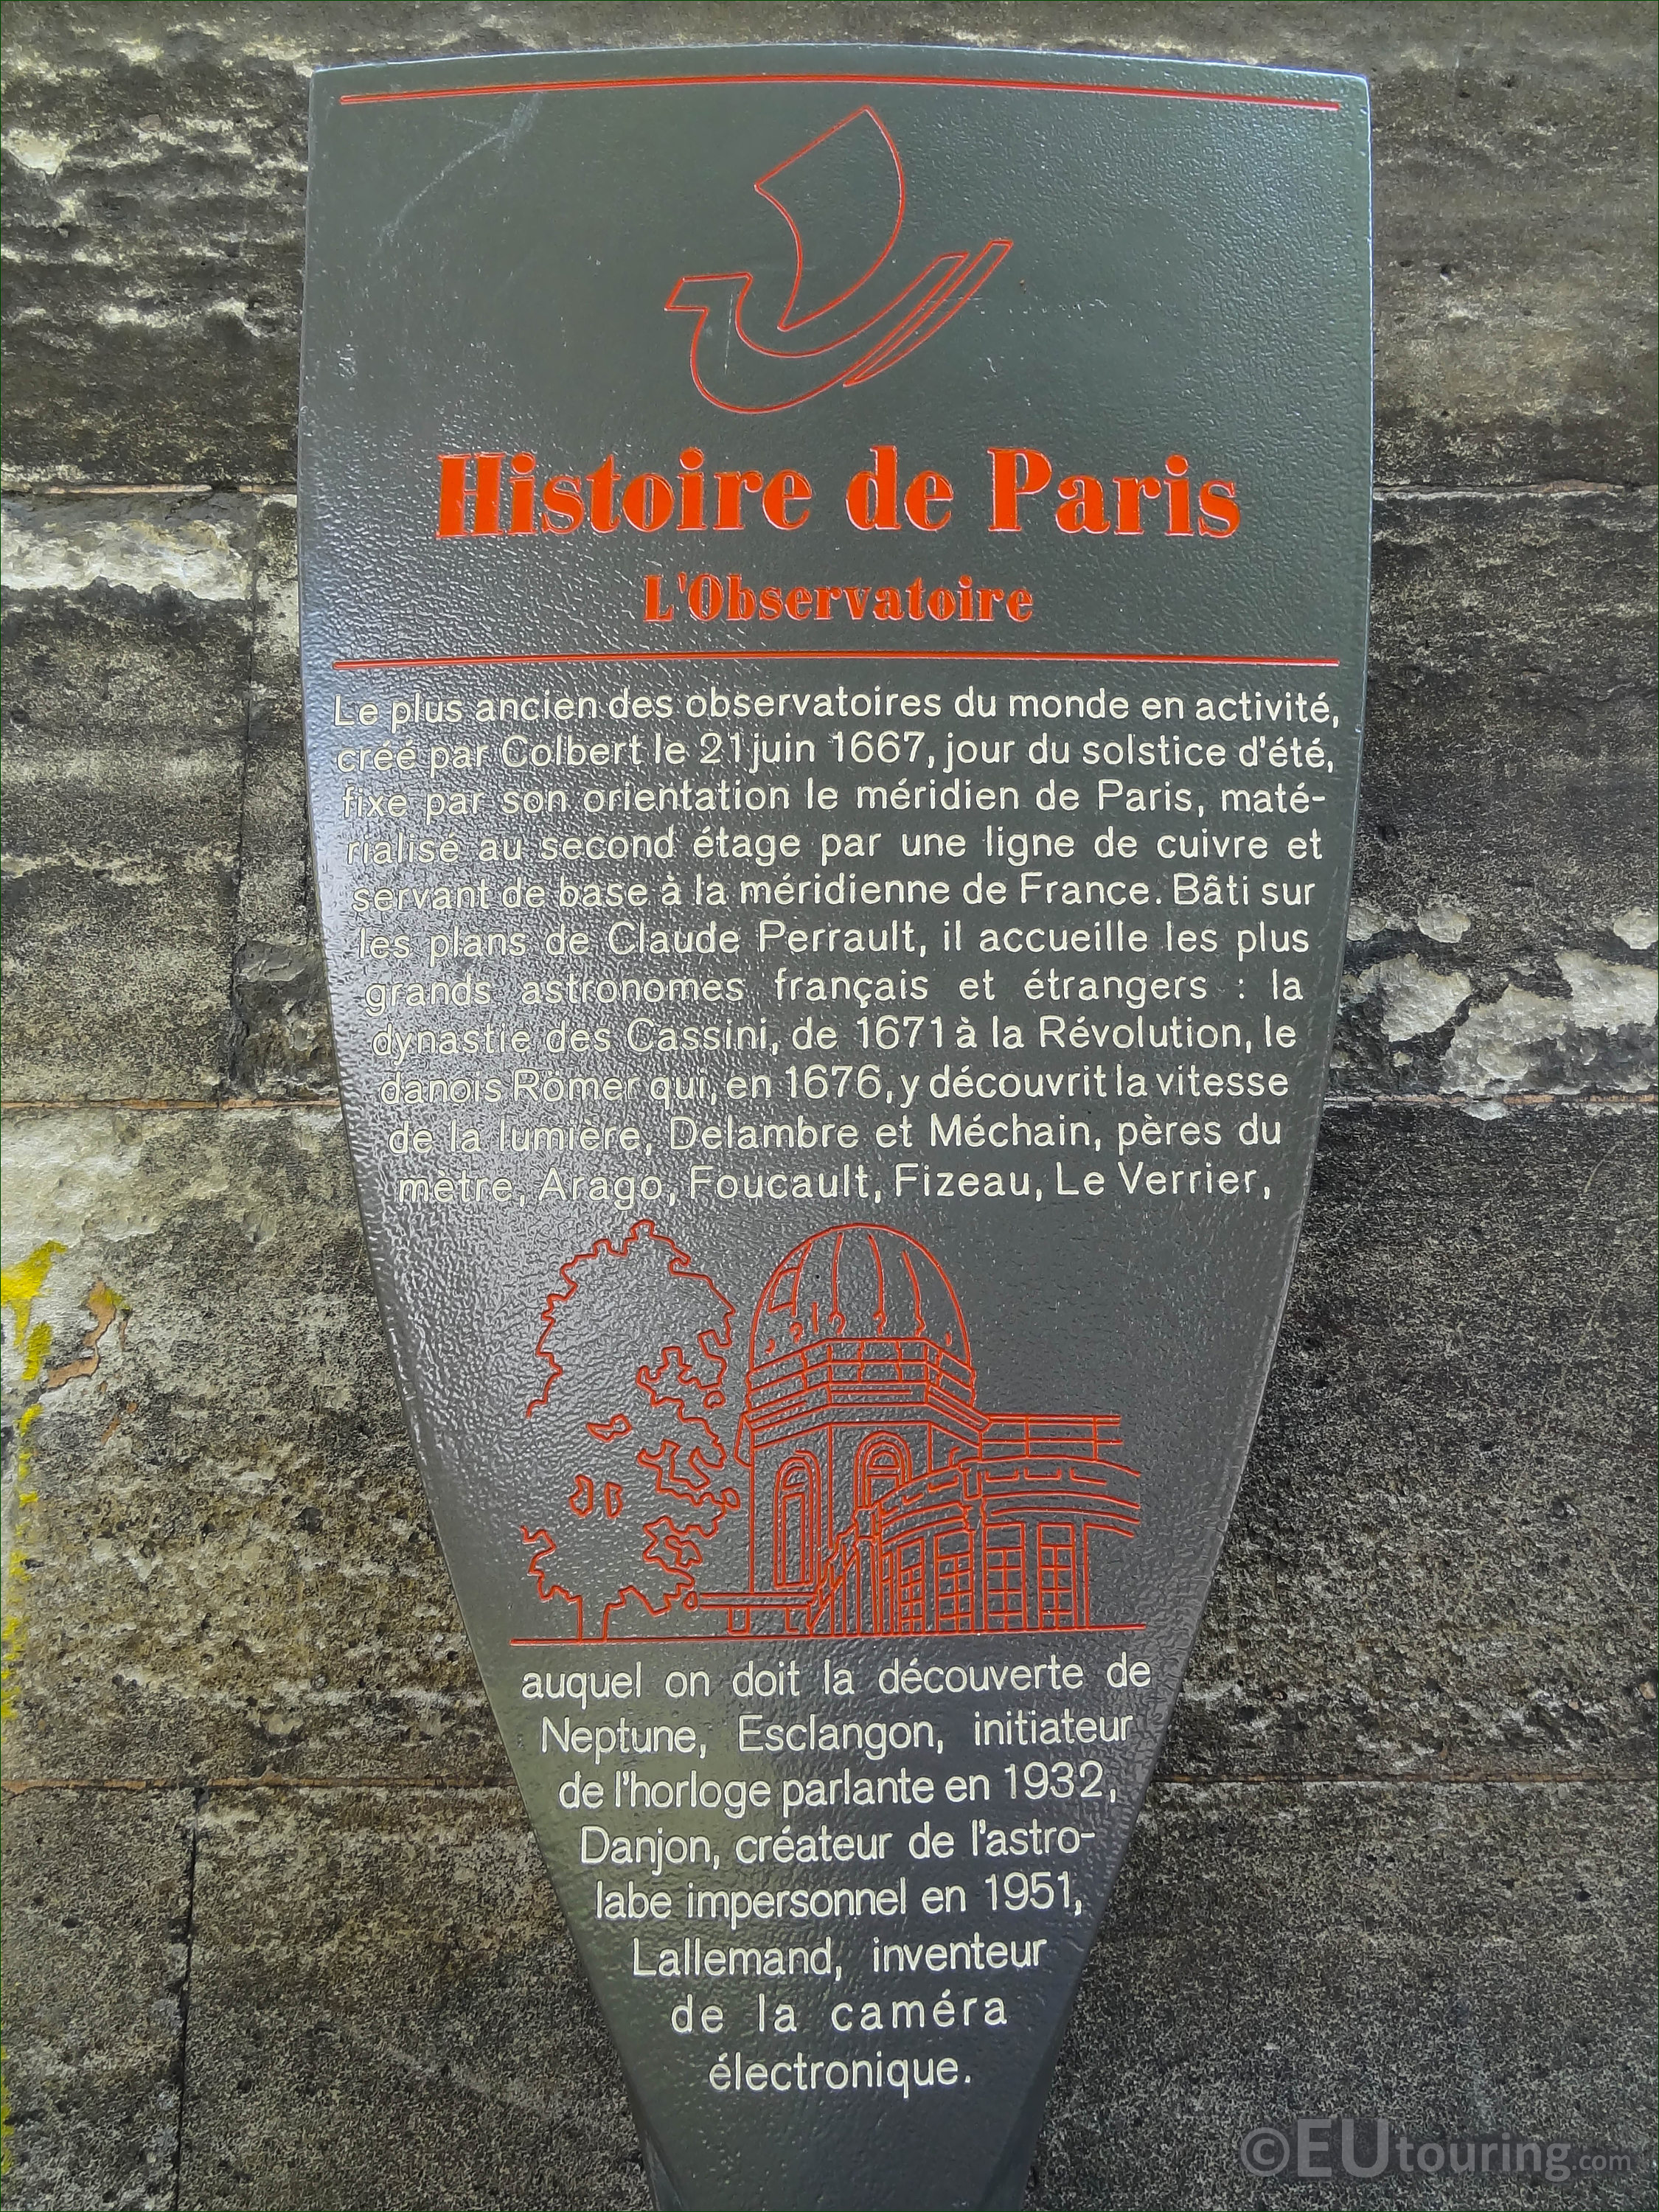 Histoire de Paris
L'Observatoire
Le plus ancien des observatoires du monde en activité,
créé par Colbert le 21 juin 1667, jour du solstice d'été,
fixe par son orientation le méridien de Paris, maté-
rialisé au second étage par une ligne de cuivre et
servant de base à la méridienne de France. Bâti sur
les plans de Claude Perrault, il accueille les plus
grands astronomes français et étrangers : la
dynastie des Cassini, de 1671 à la Révolution, le
danois Römer qui, en 1676, y découvrit la vitesse
de la lumière, Delambre et Méchain, pères du
mètre, Arago, Foucault, Fizeau, Le Verrier,
auquel on doit la découverte de
Neptune, Esclangon, initiateur
de l'horloge parlante en 1932,
Danjon, créateur de l'astro-
labe impersonnel en 1951,
Lallemand, inventeur
de la caméra
électronique.
©EUtouring.com